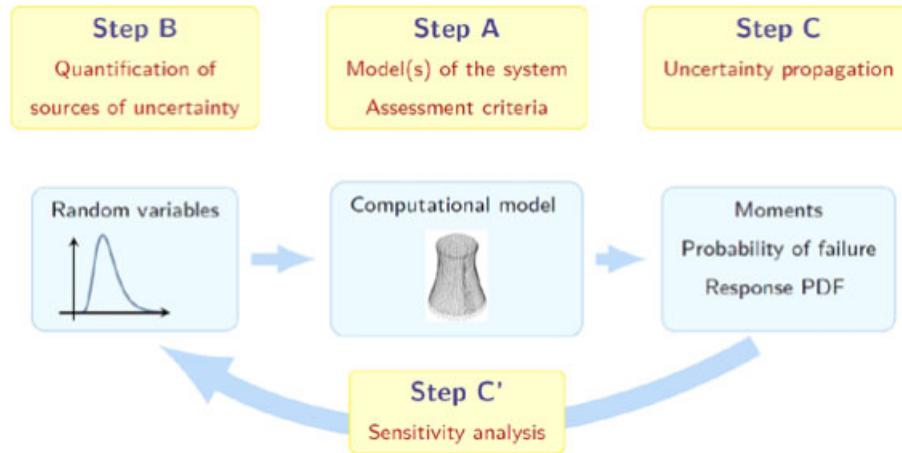 Step B
Quantification of
sources of uncertainty
Step A
Model(s) of the system
Assessment criteria
Step C
Uncertainty propagation
Random variables
Computational model
Moments
Probability of failure
Response PDF
Step C'
Sensitivity analysis